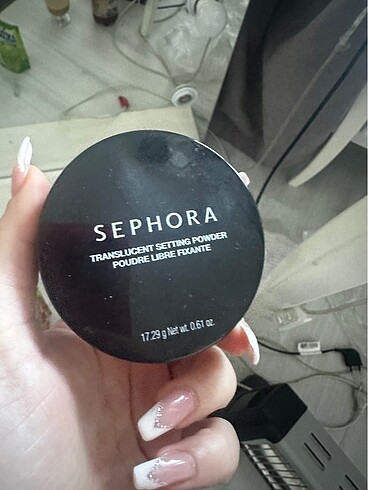 SEPHORA
TRANSLUCENT SETTING POWDER
POUDRE LIBRE FIXANTE
17.29 g Net wt. 0.61 oz.